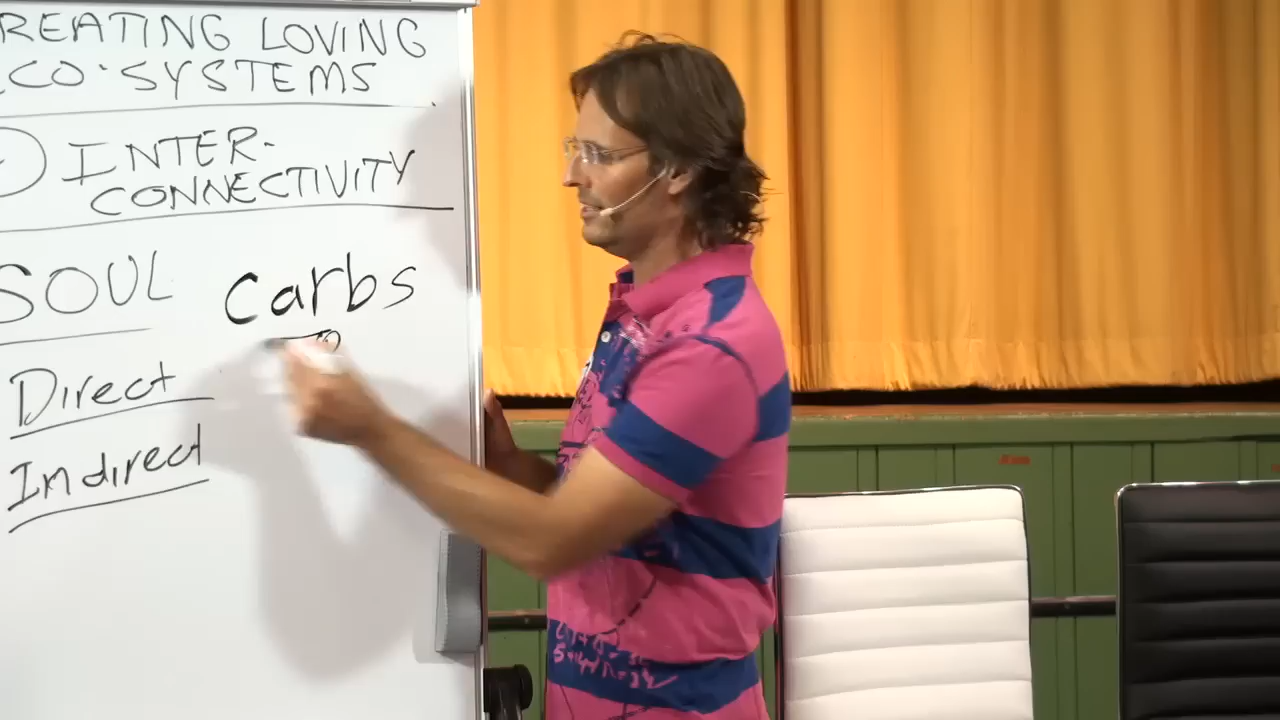 REATING LOVING
CO·SYSTEMS
INTER-
CONNECTIVITY
SOUL carbs
Direct
Indirect